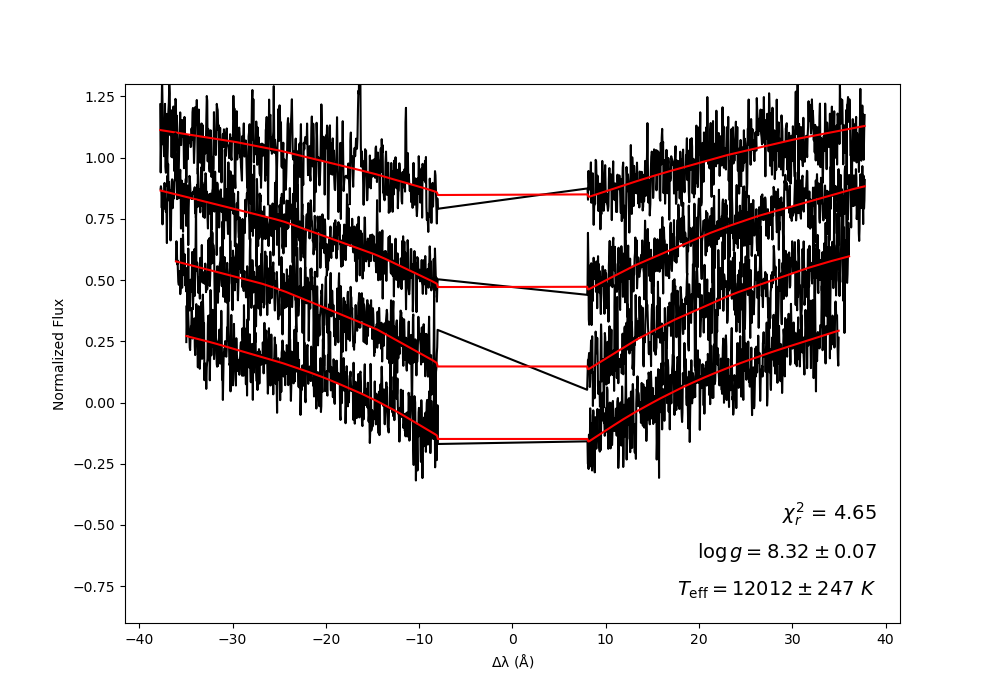 1.25
1.00
0.75
0.50
0.25
0.00
−0.25
−0.50
−0.75
Normalized Flux
χ²ᵣ = 4.65
log g = 8.32 ± 0.07
T_eff = 12012 ± 247 K
−40 −30 −20 −10 0 10 20 30 40
Δλ (Å)